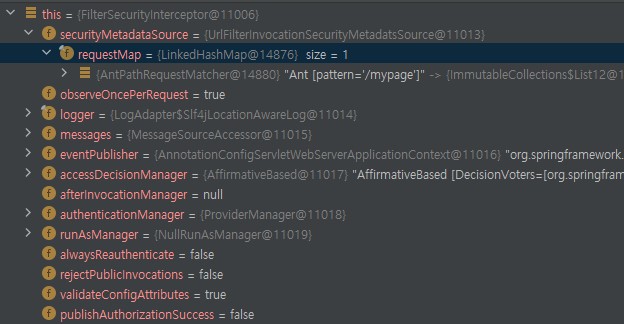 this = {FilterSecurityInterceptor@11006}
securityMetadataSource = {UrlFilterInvocationSecurityMetadatsSource@11013}
requestMap = {LinkedHashMap@14876} size = 1
{AntPathRequestMatcher@14880} "Ant [pattern='/mypage']" -> {ImmutableCollections$List12@1
observeOncePerRequest = true
logger = {LogAdapter$Slf4jLocationAwareLog@11014}
messages = {MessageSourceAccessor@11015}
eventPublisher = {AnnotationConfigServletWebServerApplicationContext@11016} "org.springframework.
accessDecisionManager = {AffirmativeBased@11017} "AffirmativeBased [DecisionVoters=[org.springfram
afterInvocationManager = null
authenticationManager = {ProviderManager@11018}
runAsManager = {NullRunAsManager@11019}
alwaysReauthenticate = false
rejectPublicInvocations = false
validateConfigAttributes = true
publishAuthorizationSuccess = false